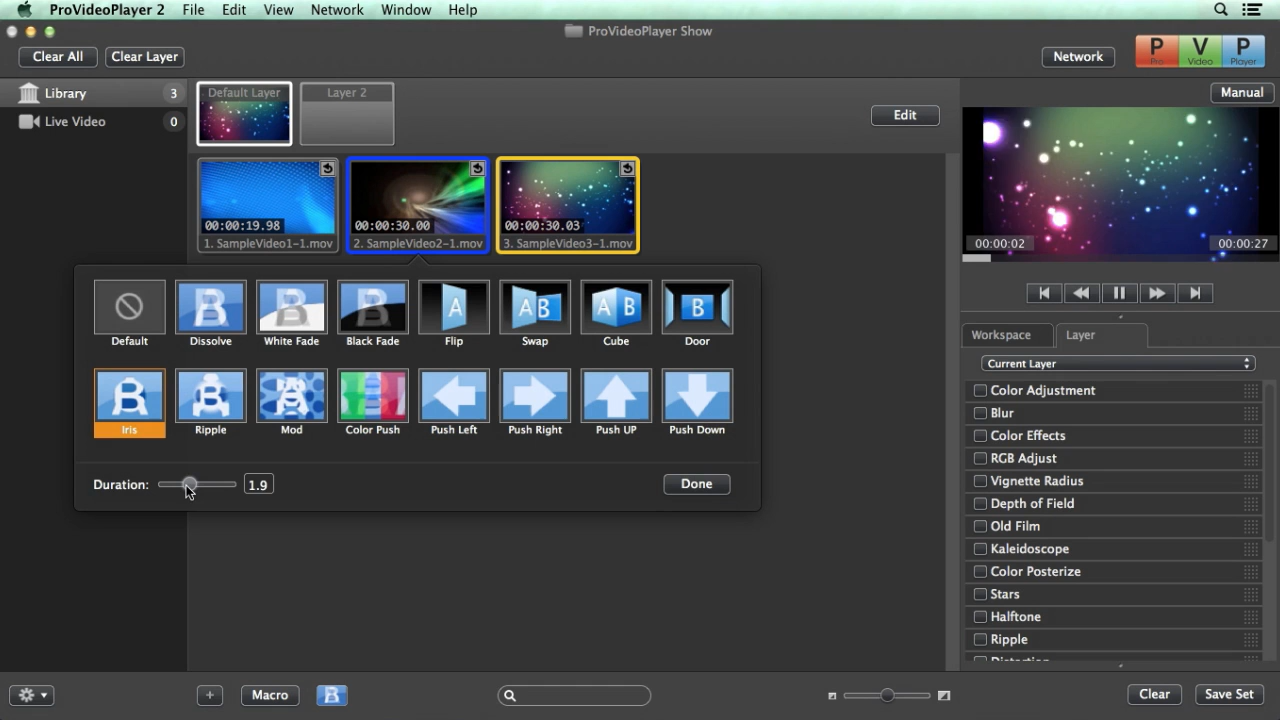 ProVideoPlayer 2 File Edit View Network Window Help
ProVideoPlayer Show
Clear All Clear Layer Network P Pro V Video P Player
Library 3 Default Layer Layer 2 Manual
Live Video 0 Edit
00:00:19.98 00:00:30.00 00:00:30.03
1. SampleVideo1-1.mov 2. SampleVideo2-1.mov 3. SampleVideo3-1.mov
00:00:02 00:00:27
Default Dissolve White Fade Black Fade Flip Swap Cube Door
Iris Ripple Mod Color Push Push Left Push Right Push UP Push Down
Duration: 1.9 Done
Workspace Layer
Current Layer
Color Adjustment
Blur
Color Effects
RGB Adjust
Vignette Radius
Depth of Field
Old Film
Kaleidoscope
Color Posterize
Stars
Halftone
Ripple
Macro Clear Save Set